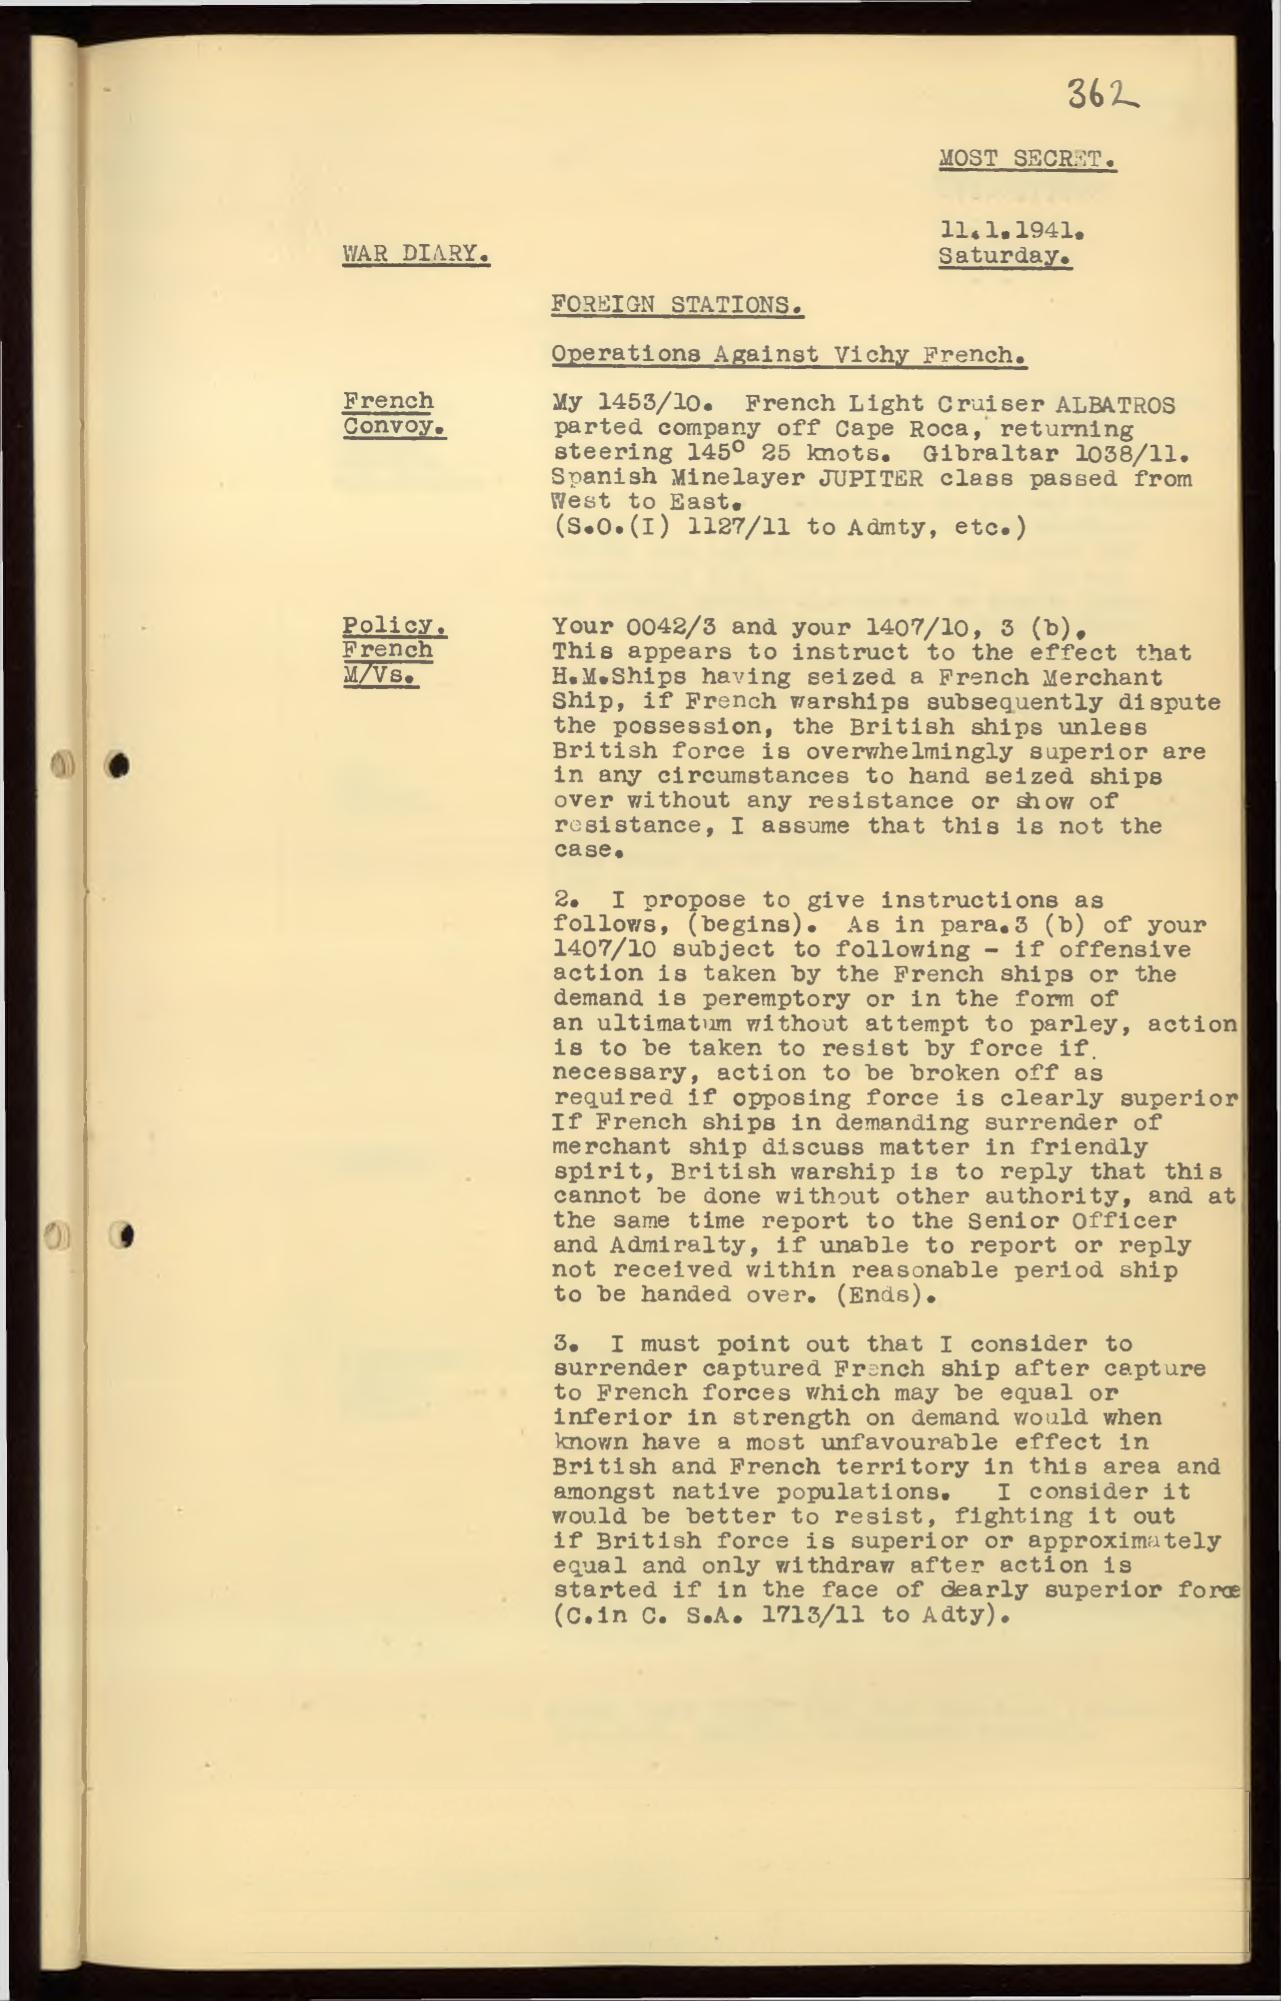 362
MOST SECRET.
11.1.1941.
Saturday.
WAR DIARY.
FOREIGN STATIONS.
Operations Against Vichy French.
French
Convoy.
My 1453/10. French Light Cruiser ALBATROS
parted company off Cape Roca, returning
steering 145° 25 knots. Gibraltar 1038/11.
Spanish Minelayer JUPITER class passed from
West to East.
(S.O.(I) 1127/11 to Admty, etc.)
Policy.
French
M/Vs.
Your 0042/3 and your 1407/10, 3 (b).
This appears to instruct to the effect that
H.M.Ships having seized a French Merchant
Ship, if French warships subsequently dispute
the possession, the British ships unless
British force is overwhelmingly superior are
in any circumstances to hand seized ships
over without any resistance or show of
resistance, I assume that this is not the
case.
2. I propose to give instructions as
follows, (begins). As in para.3 (b) of your
1407/10 subject to following - if offensive
action is taken by the French ships or the
demand is peremptory or in the form of
an ultimatum without attempt to parley, action
is to be taken to resist by force if
necessary, action to be broken off as
required if opposing force is clearly superior
If French ships in demanding surrender of
merchant ship discuss matter in friendly
spirit, British warship is to reply that this
cannot be done without other authority, and at
the same time report to the Senior Officer
and Admiralty, if unable to report or reply
not received within reasonable period ship
to be handed over. (Ends).
3. I must point out that I consider to
surrender captured French ship after capture
to French forces which may be equal or
inferior in strength on demand would when
known have a most unfavourable effect in
British and French territory in this area and
amongst native populations. I consider it
would be better to resist, fighting it out
if British force is superior or approximately
equal and only withdraw after action is
started if in the face of clearly superior force
(C.in C. S.A. 1713/11 to Adty).